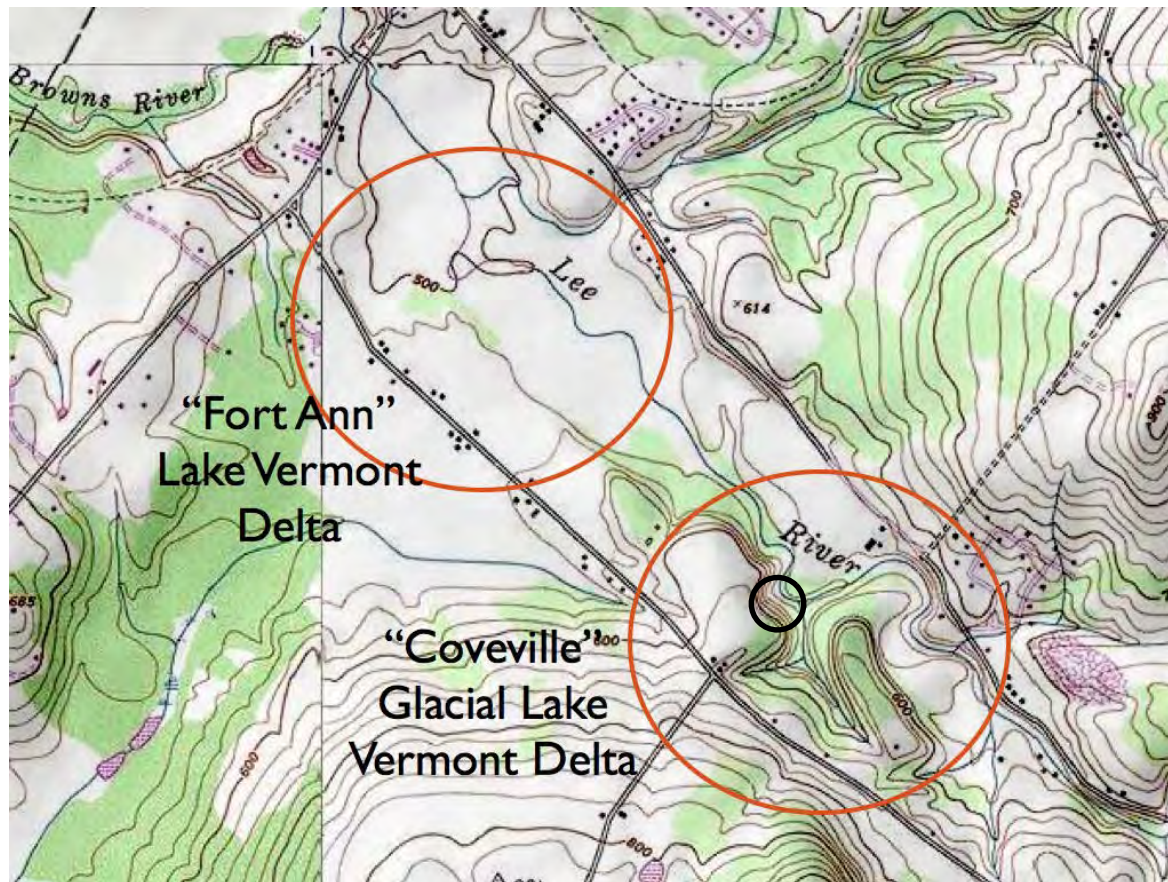 Browns River
700
Lee
500
×614
900
“Fort Ann”
Lake Vermont
Delta
River
685
600
“Coveville”
Glacial Lake
Vermont Delta
600
600
800